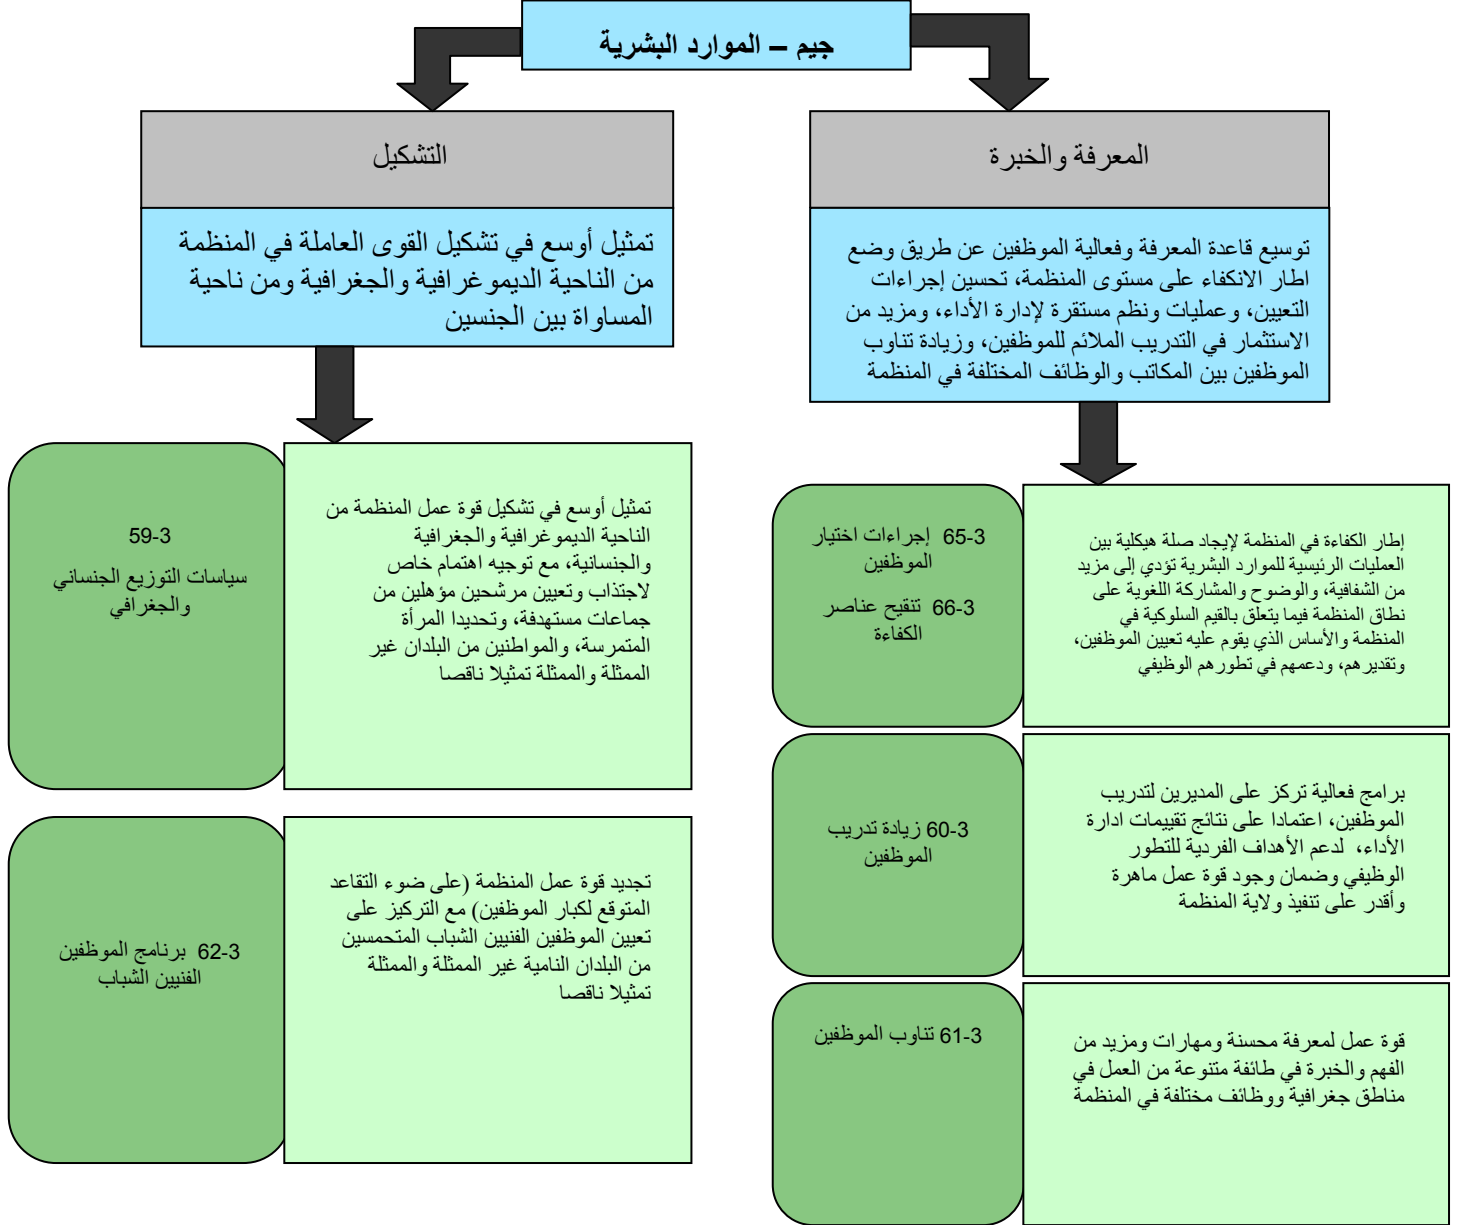 جيم – الموارد البشرية
المعرفة والخبرة
توسيع قاعدة المعرفة وفعالية الموظفين عن طريق وضع
اطار الانكفاء على مستوى المنظمة، تحسين إجراءات
التعيين، وعمليات ونظم مستقرة لإدارة الأداء، ومزيد من
الاستثمار في التدريب الملائم للموظفين، وزيادة تناوب
الموظفين بين المكاتب والوظائف المختلفة في المنظمة
3-65 إجراءات اختيار
الموظفين
3-66 تنقيح عناصر
الكفاءة
إطار الكفاءة في المنظمة لإيجاد صلة هيكلية بين
العمليات الرئيسية للموارد البشرية تؤدي إلى مزيد
من الشفافية، والوضوح والمشاركة اللغوية على
نطاق المنظمة فيما يتعلق بالقيم السلوكية في
المنظمة والأساس الذي يقوم عليه تعيين الموظفين،
وتقديرهم، ودعمهم في تطورهم الوظيفي
3-60 زيادة تدريب
الموظفين
برامج فعالية تركز على المديرين لتدريب
الموظفين، اعتمادا على نتائج تقييمات ادارة
الأداء، لدعم الأهداف الفردية للتطور
الوظيفي وضمان وجود قوة عمل ماهرة
وأقدر على تنفيذ ولاية المنظمة
3-61 تناوب الموظفين
قوة عمل لمعرفة محسنة ومهارات ومزيد من
الفهم والخبرة في طائفة متنوعة من العمل في
مناطق جغرافية ووظائف مختلفة في المنظمة
التشكيل
تمثيل أوسع في تشكيل القوى العاملة في المنظمة
من الناحية الديموغرافية والجغرافية ومن ناحية
المساواة بين الجنسين
تمثيل أوسع في تشكيل قوة عمل المنظمة من
الناحية الديموغرافية والجغرافية
والجنسانية، مع توجيه اهتمام خاص
لاجتذاب وتعيين مرشحين مؤهلين من
جماعات مستهدفة، وتحديدا المرأة
المتمرسة، والمواطنين من البلدان غير
الممثلة والممثلة تمثيلا ناقصا
3-59
سياسات التوزيع الجنساني
والجغرافي
تجديد قوة عمل المنظمة (على ضوء التقاعد
المتوقع لكبار الموظفين) مع التركيز على
تعيين الموظفين الفنيين الشباب المتحمسين
من البلدان النامية غير الممثلة والممثلة
تمثيلا ناقصا
3-62 برنامج الموظفين
الفنيين الشباب